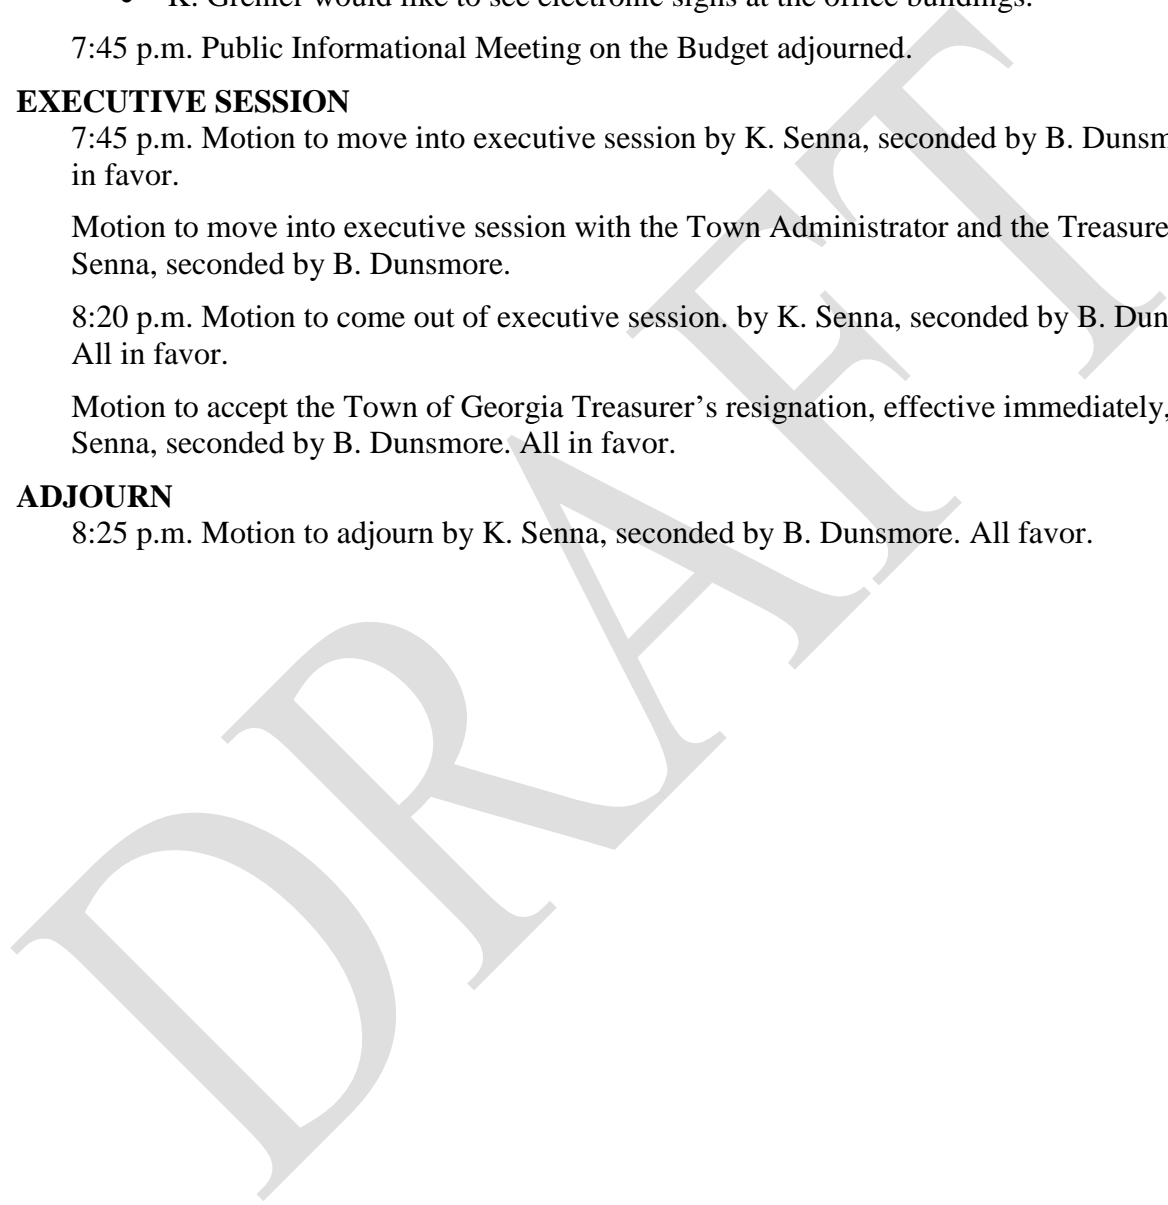 K. Grenier would like to see electronic signs at the office buildings.
7:45 p.m. Public Informational Meeting on the Budget adjourned.
EXECUTIVE SESSION
7:45 p.m. Motion to move into executive session by K. Senna, seconded by B. Dunsm
in favor.
Motion to move into executive session with the Town Administrator and the Treasure
Senna, seconded by B. Dunsmore.
8:20 p.m. Motion to come out of executive session. by K. Senna, seconded by B. Dun
All in favor.
Motion to accept the Town of Georgia Treasurer’s resignation, effective immediately,
Senna, seconded by B. Dunsmore. All in favor.
ADJOURN
8:25 p.m. Motion to adjourn by K. Senna, seconded by B. Dunsmore. All favor.
DRAFT